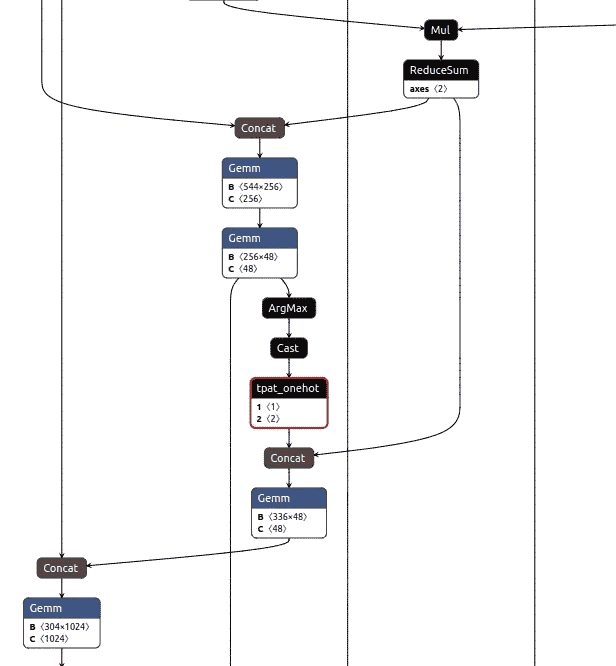 Mul
ReduceSum
axes 〈2〉
Concat
Gemm
B 〈544×256〉
C 〈256〉
Gemm
B 〈256×48〉
C 〈48〉
ArgMax
Cast
tpat_onehot
1 〈1〉
2 〈2〉
Concat
Gemm
B 〈336×48〉
C 〈48〉
Concat
Gemm
B 〈304×1024〉
C 〈1024〉